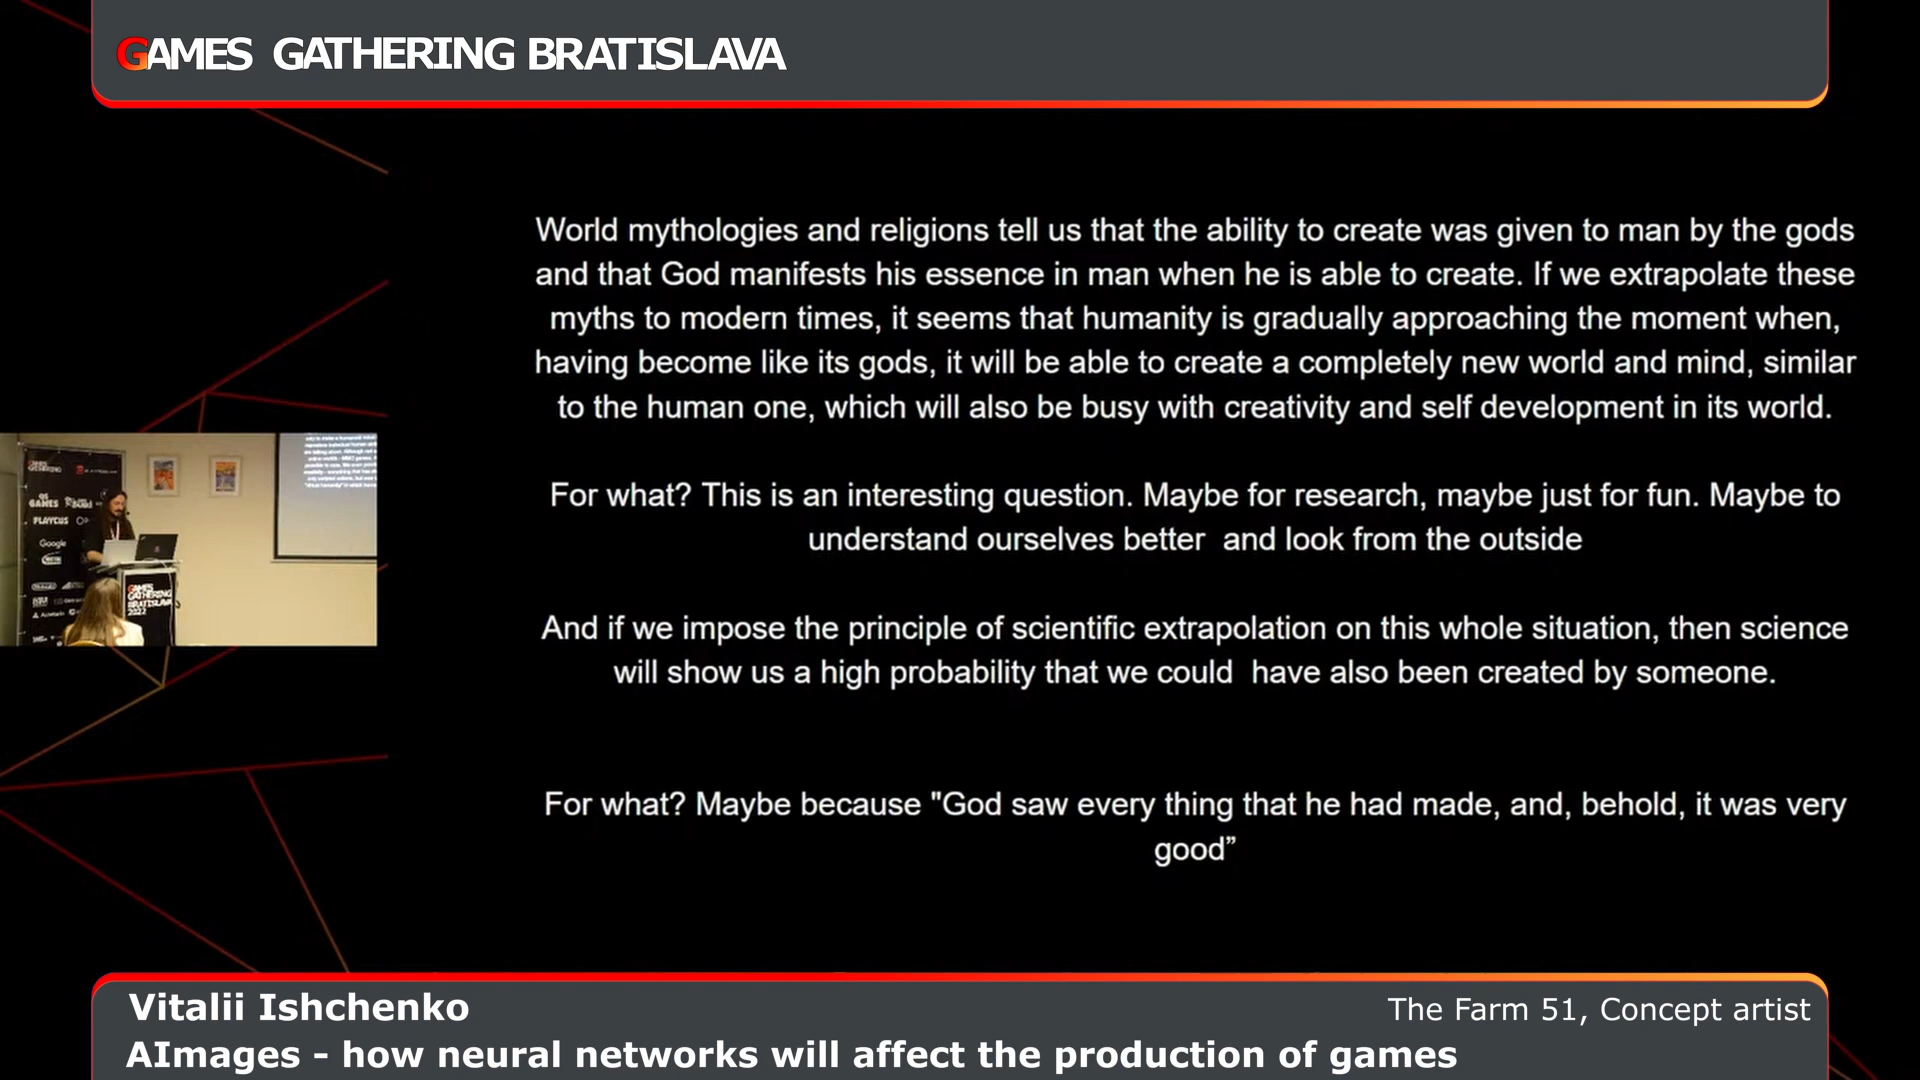 GAMES GATHERING BRATISLAVA
World mythologies and religions tell us that the ability to create was given to man by the gods
and that God manifests his essence in man when he is able to create. If we extrapolate these
myths to modern times, it seems that humanity is gradually approaching the moment when,
having become like its gods, it will be able to create a completely new world and mind, similar
to the human one, which will also be busy with creativity and self development in its world.
For what? This is an interesting question. Maybe for research, maybe just for fun. Maybe to
understand ourselves better  and look from the outside
And if we impose the principle of scientific extrapolation on this whole situation, then science
will show us a high probability that we could  have also been created by someone.
For what? Maybe because "God saw every thing that he had made, and, behold, it was very
good”
GAMES
GATHERING
GAMES
PLAYCUS
Google
GAMES
GATHERING
BRATISLAVA
2022
Vitalii Ishchenko
The Farm 51, Concept artist
AImages - how neural networks will affect the production of games